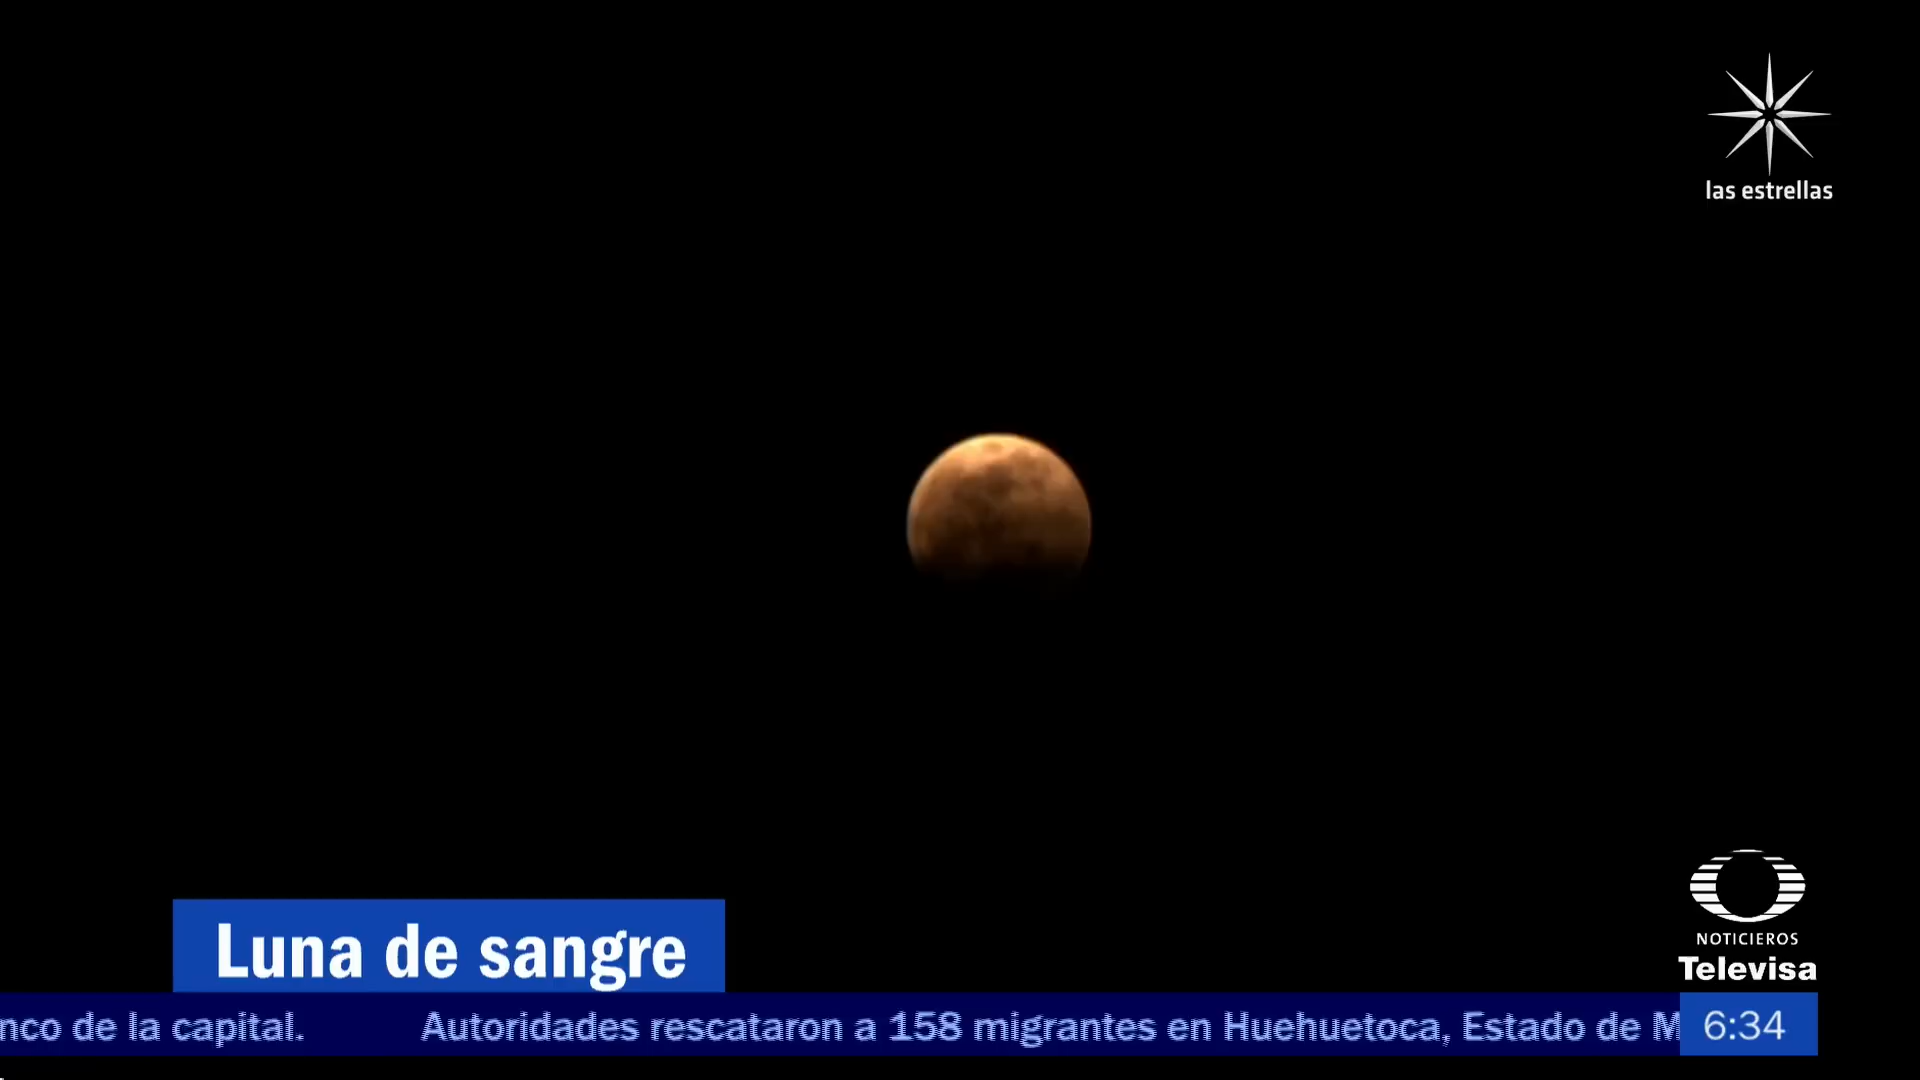 las estrellas
NOTICIEROS
Televisa
Luna de sangre
de la capital. Autoridades rescataron a 158 migrantes en Huehuetoca, Estado de
6:34